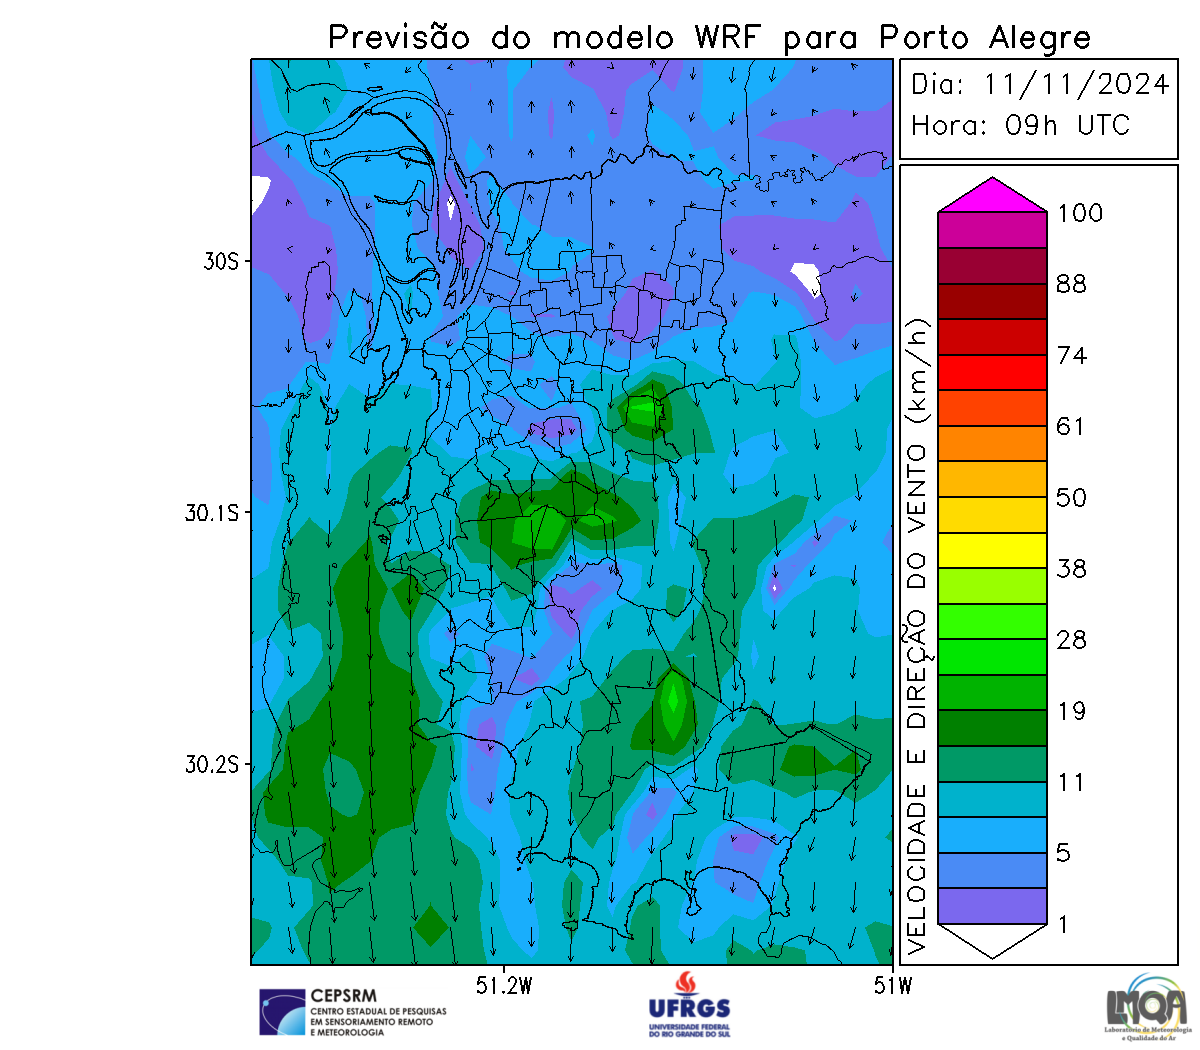 Previsão do modelo WRF para Porto Alegre
Dia: 11/11/2024
Hora: 09h UTC
30S
30.1S
30.2S
51.2W
51W
VELOCIDADE E DIREÇÃO DO VENTO (km/h)
100
88
74
61
50
38
28
19
11
5
1
CEPSRM
CENTRO ESTADUAL DE PESQUISAS
EM SENSORIAMENTO REMOTO
E METEOROLOGIA
UFRGS
UNIVERSIDADE FEDERAL
DO RIO GRANDE DO SUL
LMQA
Laboratório de Meteorologia
e Qualidade do Ar